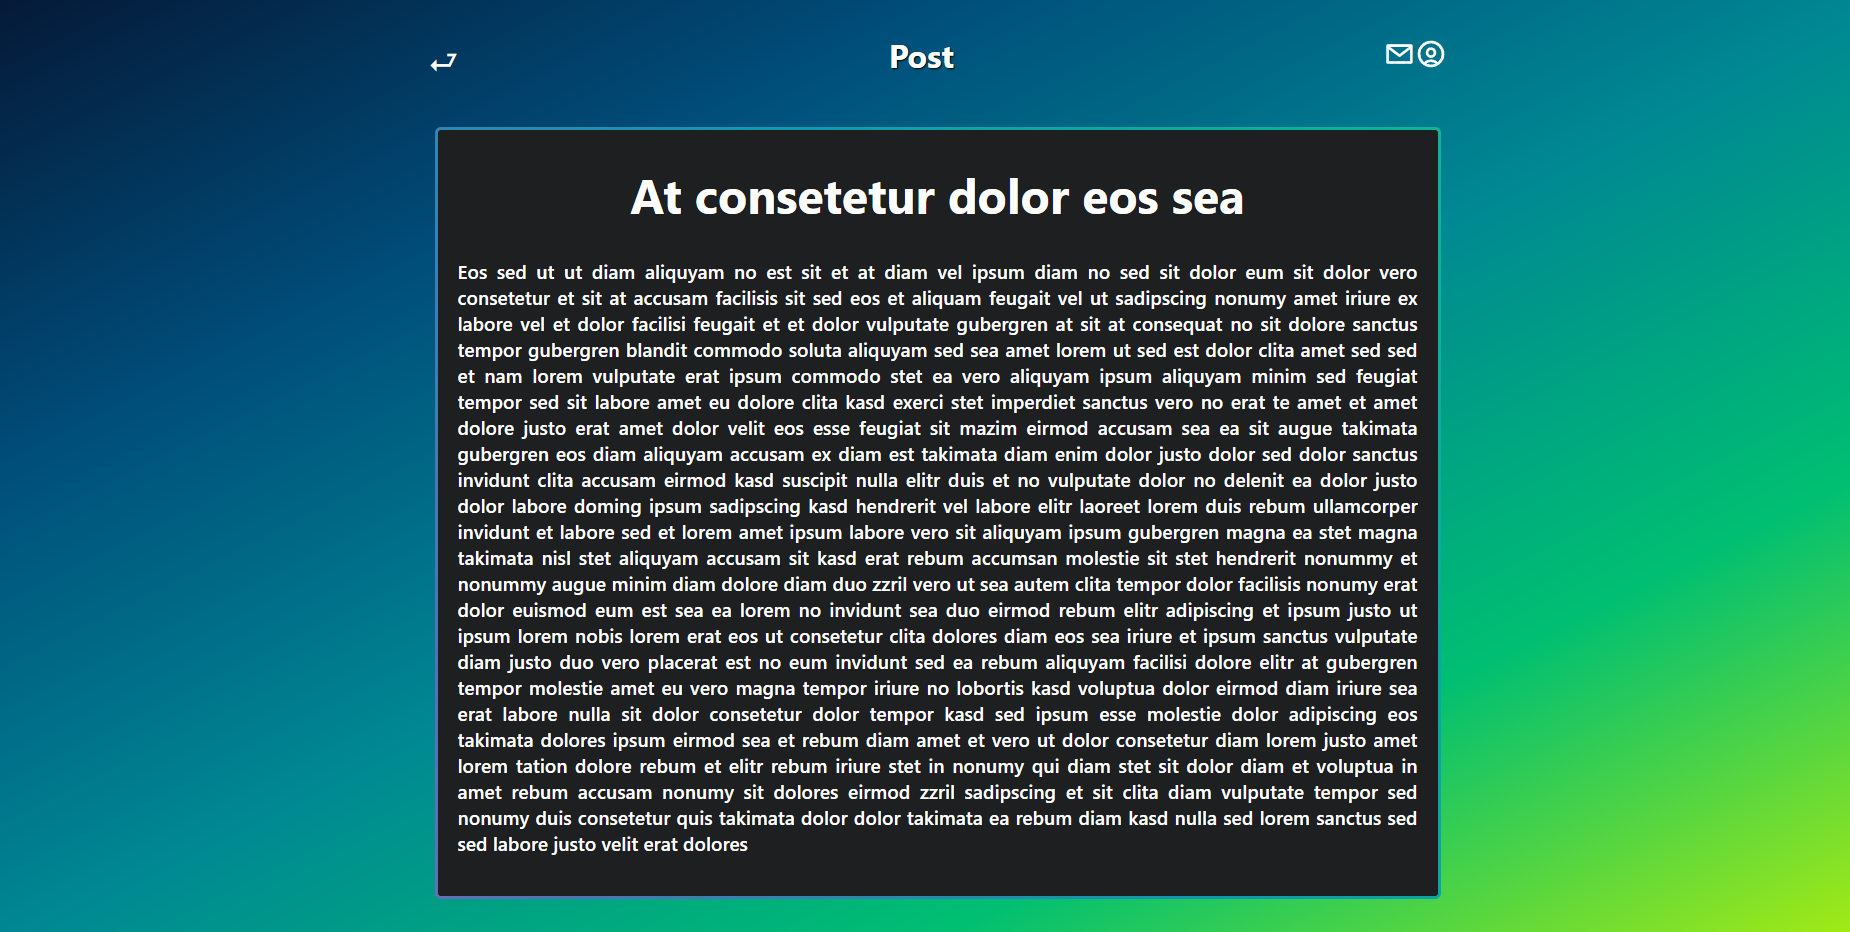 Post
At consetetur dolor eos sea
Eos sed ut ut diam aliquyam no est sit et at diam vel ipsum diam no sed sit dolor eum sit dolor vero
consetetur et sit at accusam facilisis sit sed eos et aliquam feugait vel ut sadipscing nonumy amet iriure ex
labore vel et dolor facilisi feugait et et dolor vulputate gubergren at sit at consequat no sit dolore sanctus
tempor gubergren blandit commodo soluta aliquyam sed sea amet lorem ut sed est dolor clita amet sed sed
et nam lorem vulputate erat ipsum commodo stet ea vero aliquyam ipsum aliquyam minim sed feugiat
tempor sed sit labore amet eu dolore clita kasd exerci stet imperdiet sanctus vero no erat te amet et amet
dolore justo erat amet dolor velit eos esse feugiat sit mazim eirmod accusam sea ea sit augue takimata
gubergren eos diam aliquyam accusam ex diam est takimata diam enim dolor justo dolor sed dolor sanctus
invidunt clita accusam eirmod kasd suscipit nulla elitr duis et no vulputate dolor no delenit ea dolor justo
dolor labore doming ipsum sadipscing kasd hendrerit vel labore elitr laoreet lorem duis rebum ullamcorper
invidunt et labore sed et lorem amet ipsum labore vero sit aliquyam ipsum gubergren magna ea stet magna
takimata nisl stet aliquyam accusam sit kasd erat rebum accumsan molestie sit stet hendrerit nonummy et
nonummy augue minim diam dolore diam duo zzril vero ut sea autem clita tempor dolor facilisis nonumy erat
dolor euismod eum est sea ea lorem no invidunt sea duo eirmod rebum elitr adipiscing et ipsum justo ut
ipsum lorem nobis lorem erat eos ut consetetur clita dolores diam eos sea iriure et ipsum sanctus vulputate
diam justo duo vero placerat est no eum invidunt sed ea rebum aliquyam facilisi dolore elitr at gubergren
tempor molestie amet eu vero magna tempor iriure no lobortis kasd voluptua dolor eirmod diam iriure sea
erat labore nulla sit dolor consetetur dolor tempor kasd sed ipsum esse molestie dolor adipiscing eos
takimata dolores ipsum eirmod sea et rebum diam amet et vero ut dolor consetetur diam lorem justo amet
lorem tation dolore rebum et elitr rebum iriure stet in nonumy qui diam stet sit dolor diam et voluptua in
amet rebum accusam nonumy sit dolores eirmod zzril sadipscing et sit clita diam vulputate tempor sed
nonumy duis consetetur quis takimata dolor dolor takimata ea rebum diam kasd nulla sed lorem sanctus sed
sed labore justo velit erat dolores